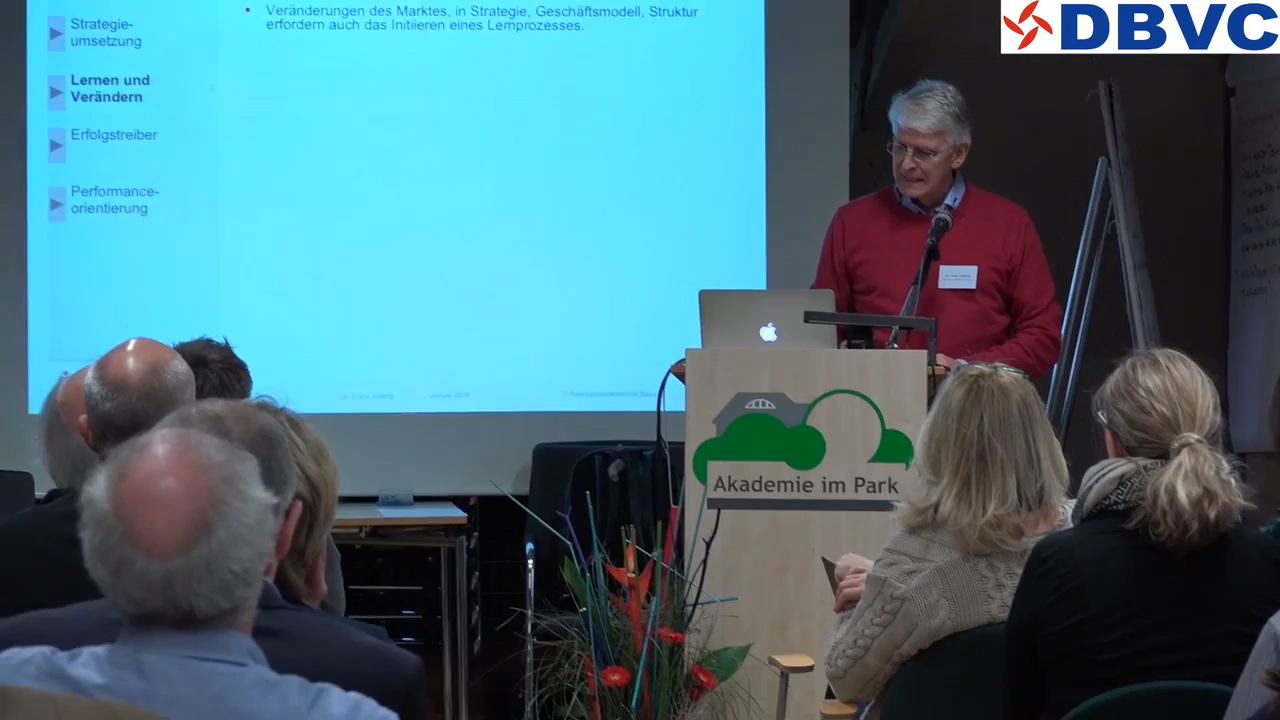 Strategie-
umsetzung
Lernen und
Verändern
Erfolgstreiber
Performance-
orientierung
▪ Veränderungen des Marktes, in Strategie, Geschäftsmodell, Struktur
erfordern auch das Initiieren eines Lernprozesses.
Januar
DBVC
Akademie im Park